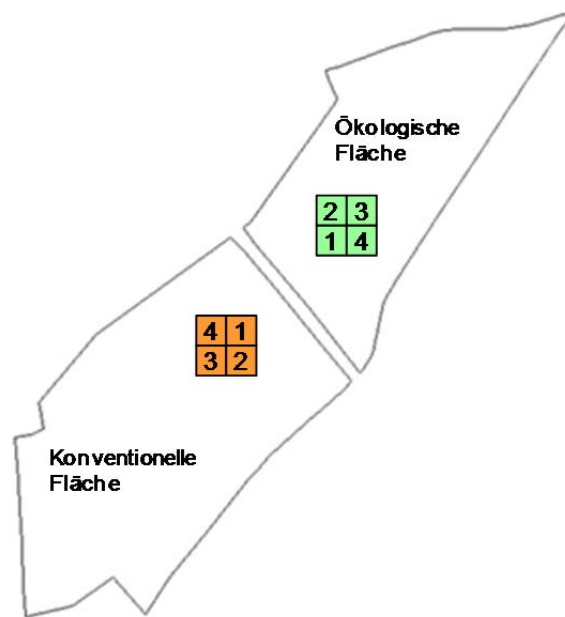 Ökologische
Fläche
2 3
1 4
4 1
3 2
Konventionelle
Fläche